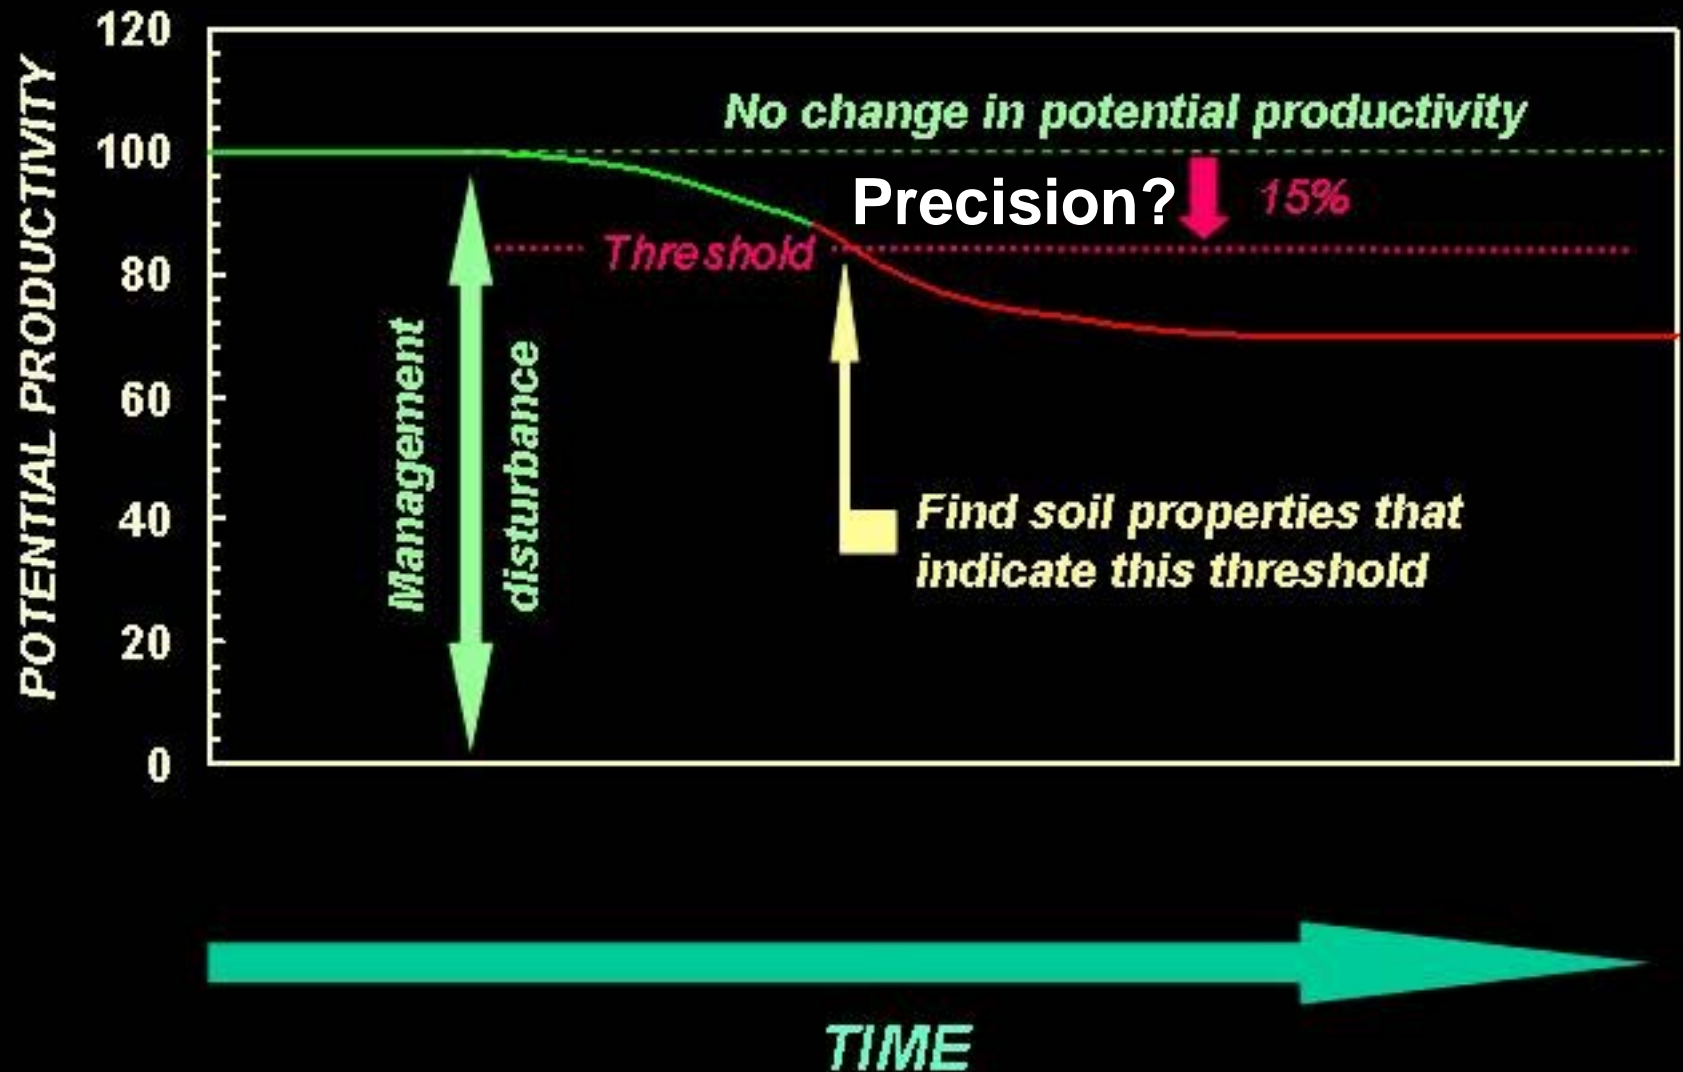 POTENTIAL PRODUCTIVITY
120
100
80
60
40
20
0
No change in potential productivity
Precision?
15%
Threshold
Management
disturbance
Find soil properties that
indicate this threshold
TIME